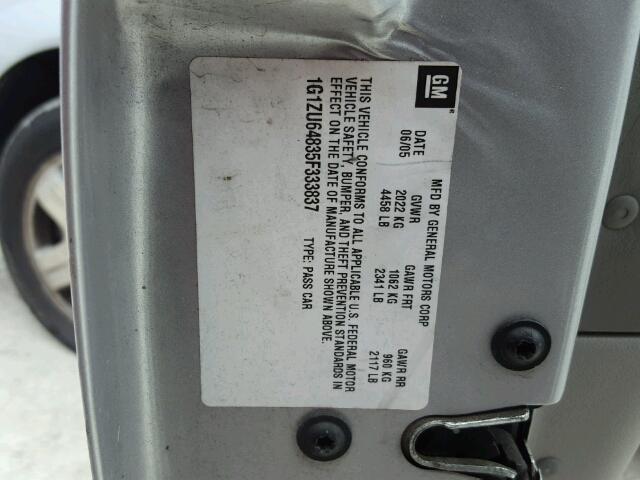 GM
MFD BY GENERAL MOTORS CORP
DATE GVWR GAWR FRT GAWR RR
06/05 2022 KG 1062 KG 960 KG
4458 LB 2341 LB 2117 LB
THIS VEHICLE CONFORMS TO ALL APPLICABLE U.S. FEDERAL MOTOR
VEHICLE SAFETY, BUMPER, AND THEFT PREVENTION STANDARDS IN
EFFECT ON THE DATE OF MANUFACTURE SHOWN ABOVE.
1G1ZU64835F333837 TYPE: PASS CAR